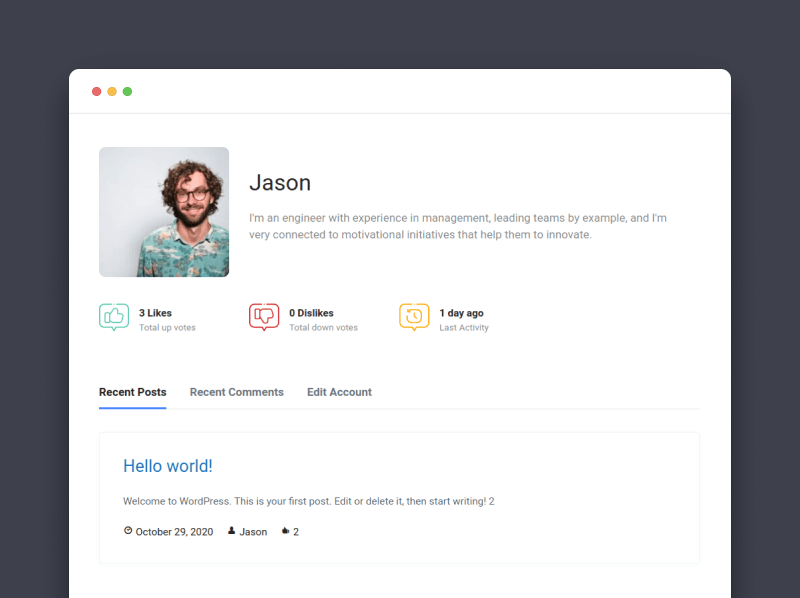 Jason
I'm an engineer with experience in management, leading teams by example, and I'm
very connected to motivational initiatives that help them to innovate.
3 Likes
Total up votes
0 Dislikes
Total down votes
1 day ago
Last Activity
Recent Posts
Recent Comments
Edit Account
Hello world!
Welcome to WordPress. This is your first post. Edit or delete it, then start writing! 2
October 29, 2020
Jason
2